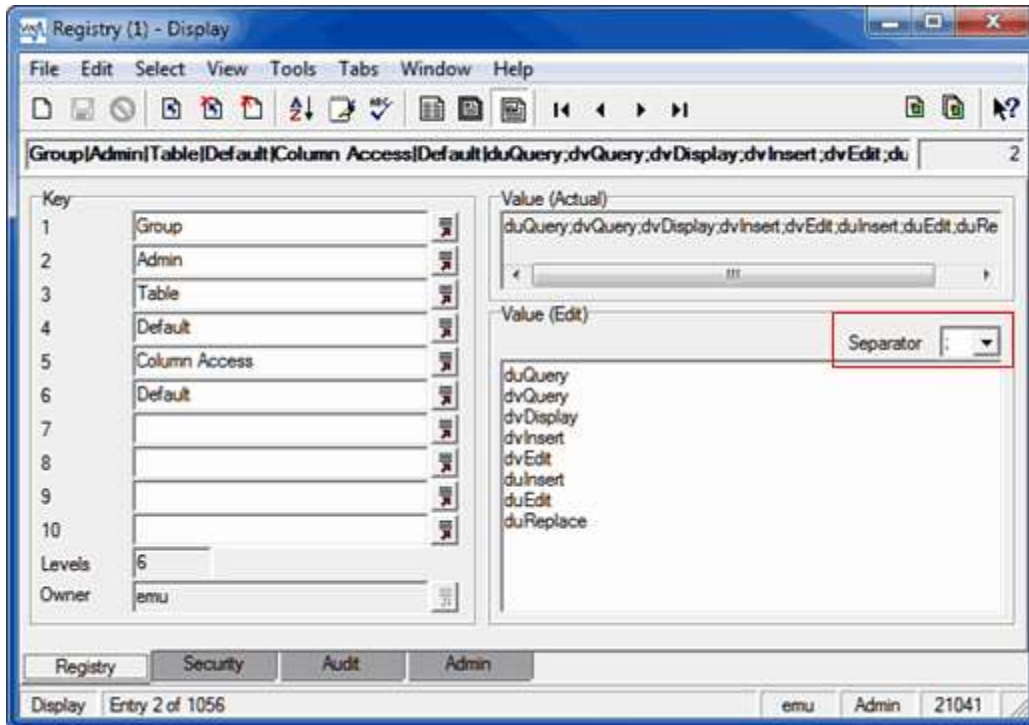 Registry (1) - Display
File Edit Select View Tools Tabs Window Help
Group|Admin|Table|Default|Column Access|Default|duQuery;dvQuery;dvDisplay;dvInsert;dvEdit;du
2
Key
1 Group
2 Admin
3 Table
4 Default
5 Column Access
6 Default
7
8
9
10
Levels 6
Owner emu
Value (Actual)
duQuery;dvQuery;dvDisplay;dvInsert;dvEdit;duInsert;duEdit;duRe
Value (Edit)
Separator ;
duQuery
dvQuery
dvDisplay
dvInsert
dvEdit
duInsert
duEdit
duReplace
Registry Security Audit Admin
Display Entry 2 of 1056 emu Admin 21041